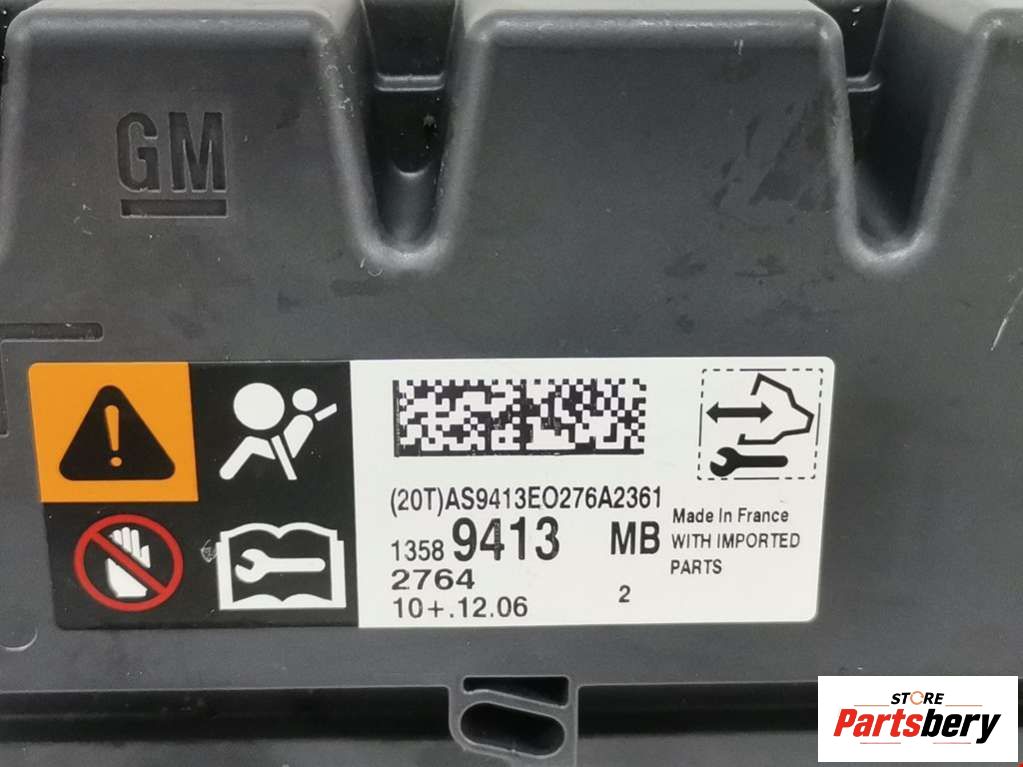 GM
(20T)AS9413EO276A2361
1358 9413 MB
2764
10+.12.06 2
Made In France
WITH IMPORTED
PARTS
STORE
Partsbery